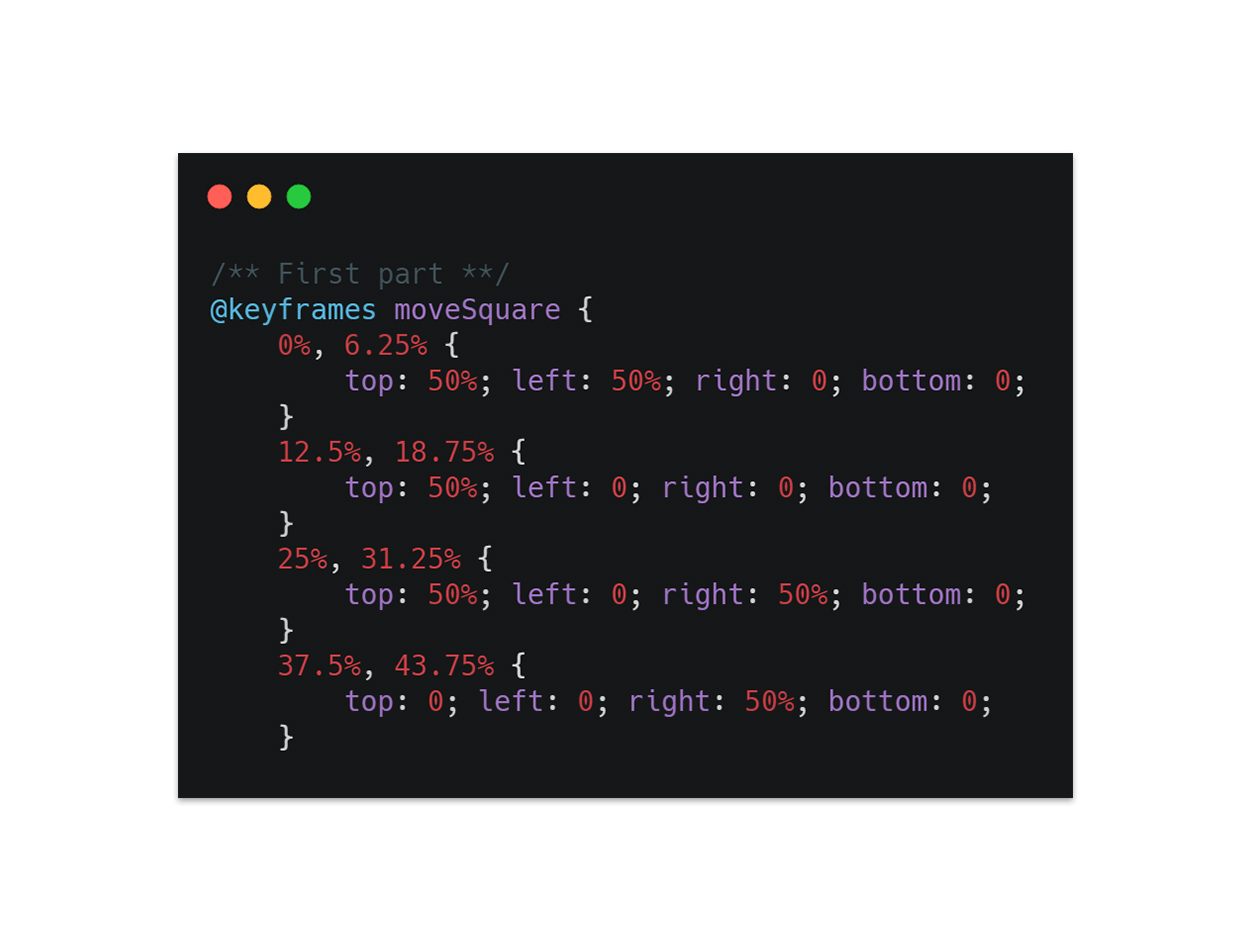 /** First part **/
@keyframes moveSquare {
    0%, 6.25% {
        top: 50%; left: 50%; right: 0; bottom: 0;
    }
    12.5%, 18.75% {
        top: 50%; left: 0; right: 0; bottom: 0;
    }
    25%, 31.25% {
        top: 50%; left: 0; right: 50%; bottom: 0;
    }
    37.5%, 43.75% {
        top: 0; left: 0; right: 50%; bottom: 0;
    }